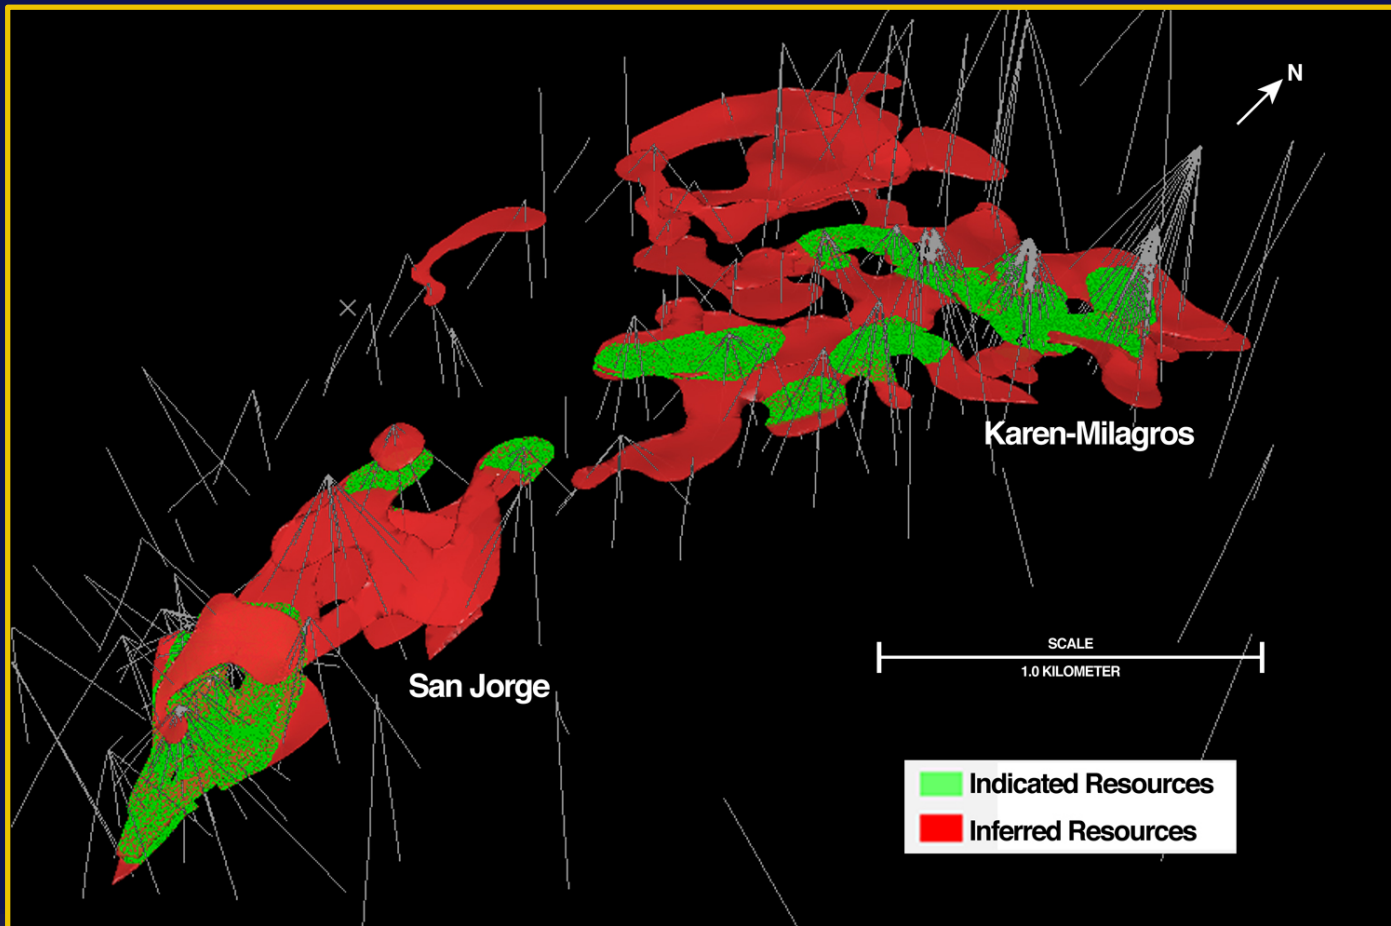 N
Karen-Milagros
San Jorge
SCALE
1.0 KILOMETER
Indicated Resources
Inferred Resources